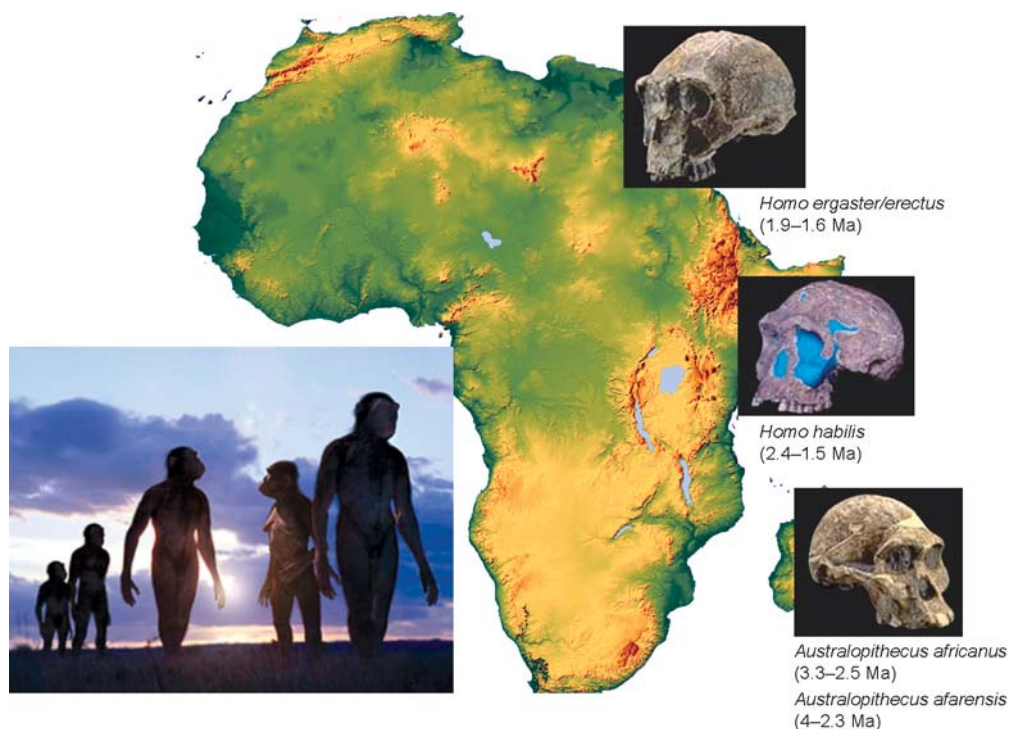 Homo ergaster/erectus
(1.9–1.6 Ma)
Homo habilis
(2.4–1.5 Ma)
Australopithecus africanus
(3.3–2.5 Ma)
Australopithecus afarensis
(4–2.3 Ma)